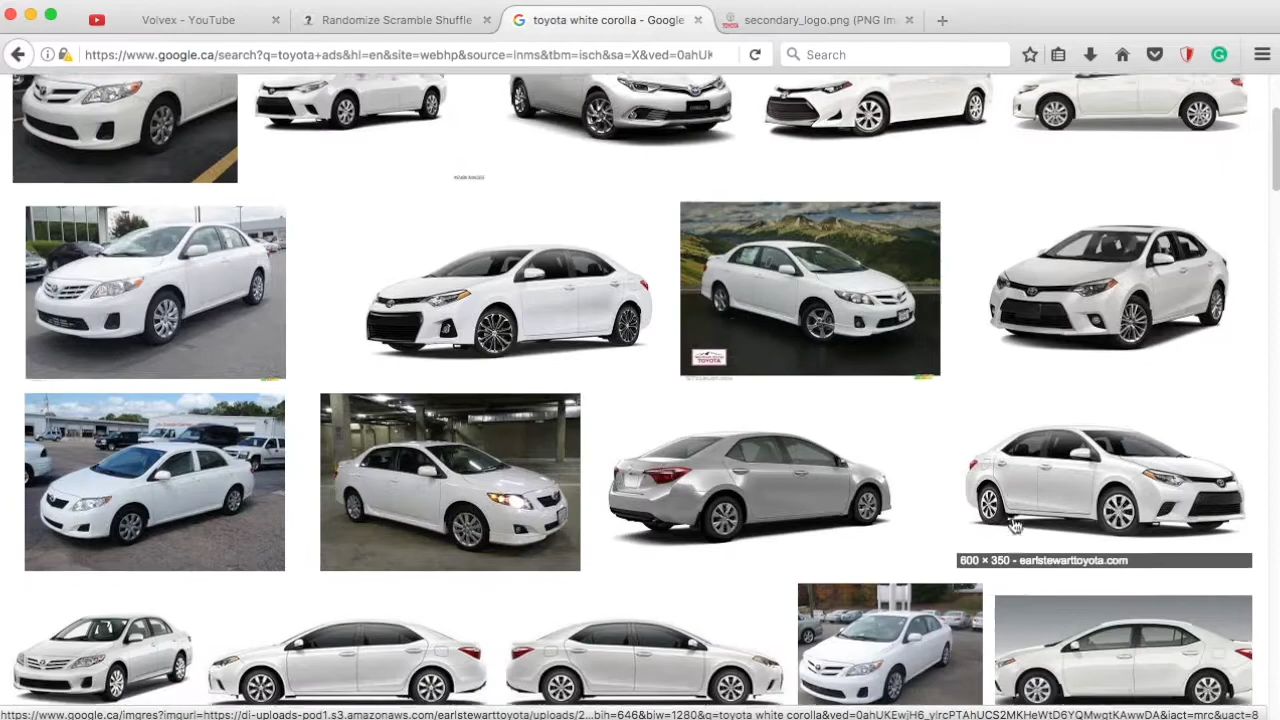 Volvex - YouTube
Randomize Scramble Shuffle
toyota white corolla - Google
secondary_logo.png (PNG Im
https://www.google.ca/search?q=toyota+ads&hl=en&site=webhp&source=lnms&tbm=isch&sa=X&ved=0ahUK
Search
TOYOTA
600 × 350 - earlstewarttoyota.com
https://www.google.ca/imgres?imgurl=https://di-uploads-pod1.s3.amazonaws.com/earlstewarttoyota/uploads/2...bih=646&biw=1280&q=toyota white corolla&ved=0ahUKEwjH6_ylrcPTAhUCS2MKHeWtD6YQMwgtKAwwDA&iact=mrc&uact=8